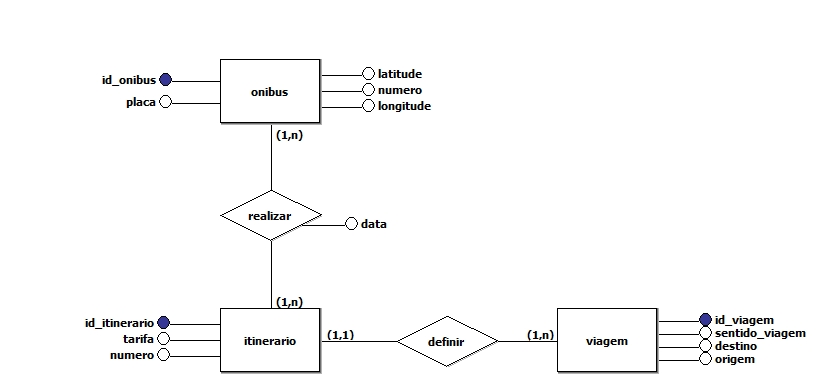 id_onibus
placa
onibus
latitude
numero
longitude
(1,n)
realizar
data
(1,n)
id_itinerario
tarifa
numero
itinerario
(1,1)
definir
(1,n)
viagem
id_viagem
sentido_viagem
destino
origem